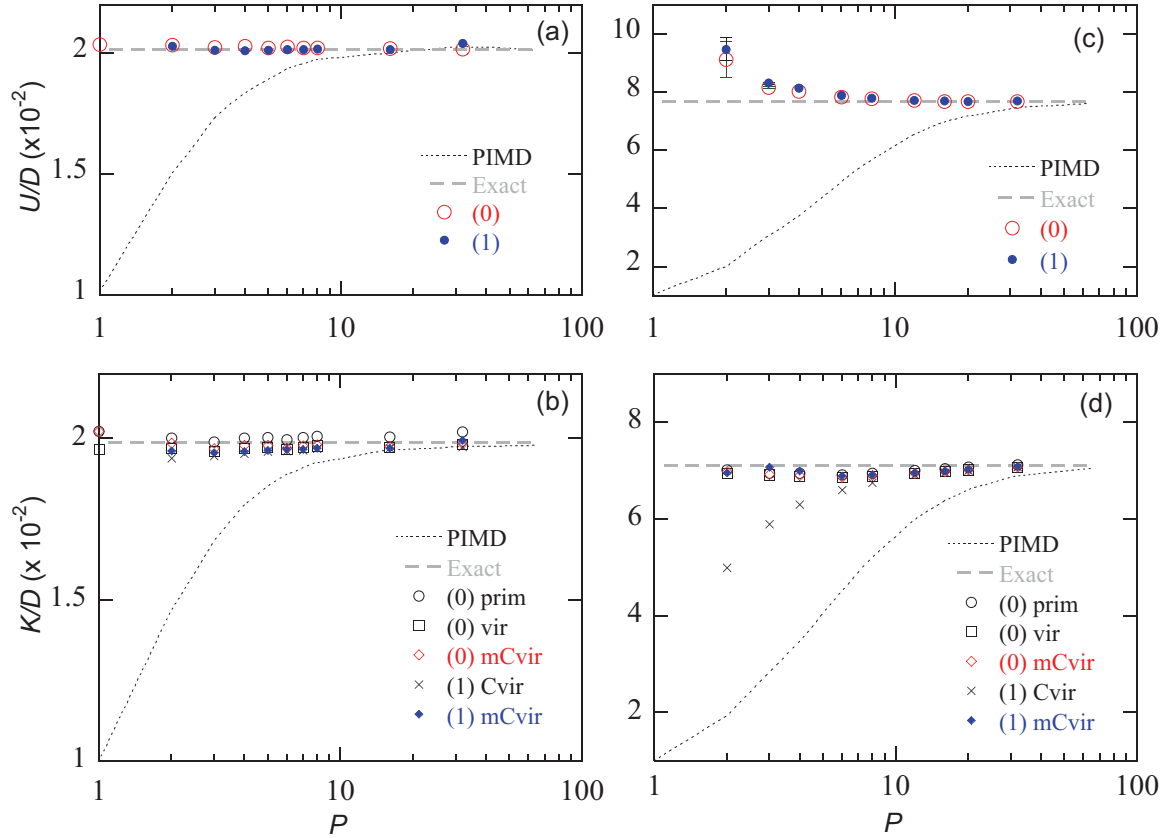 (a)
2
1.5
1
U/D (x10⁻²)
PIMD
Exact
(0)
(1)
1
10
100
(c)
10
8
6
4
2
PIMD
Exact
(0)
(1)
1
10
100
(b)
2
1.5
1
K/D (x 10⁻²)
PIMD
Exact
(0) prim
(0) vir
(0) mCvir
(1) Cvir
(1) mCvir
1
10
100
P
(d)
8
6
4
2
PIMD
Exact
(0) prim
(0) vir
(0) mCvir
(1) Cvir
(1) mCvir
1
10
100
P